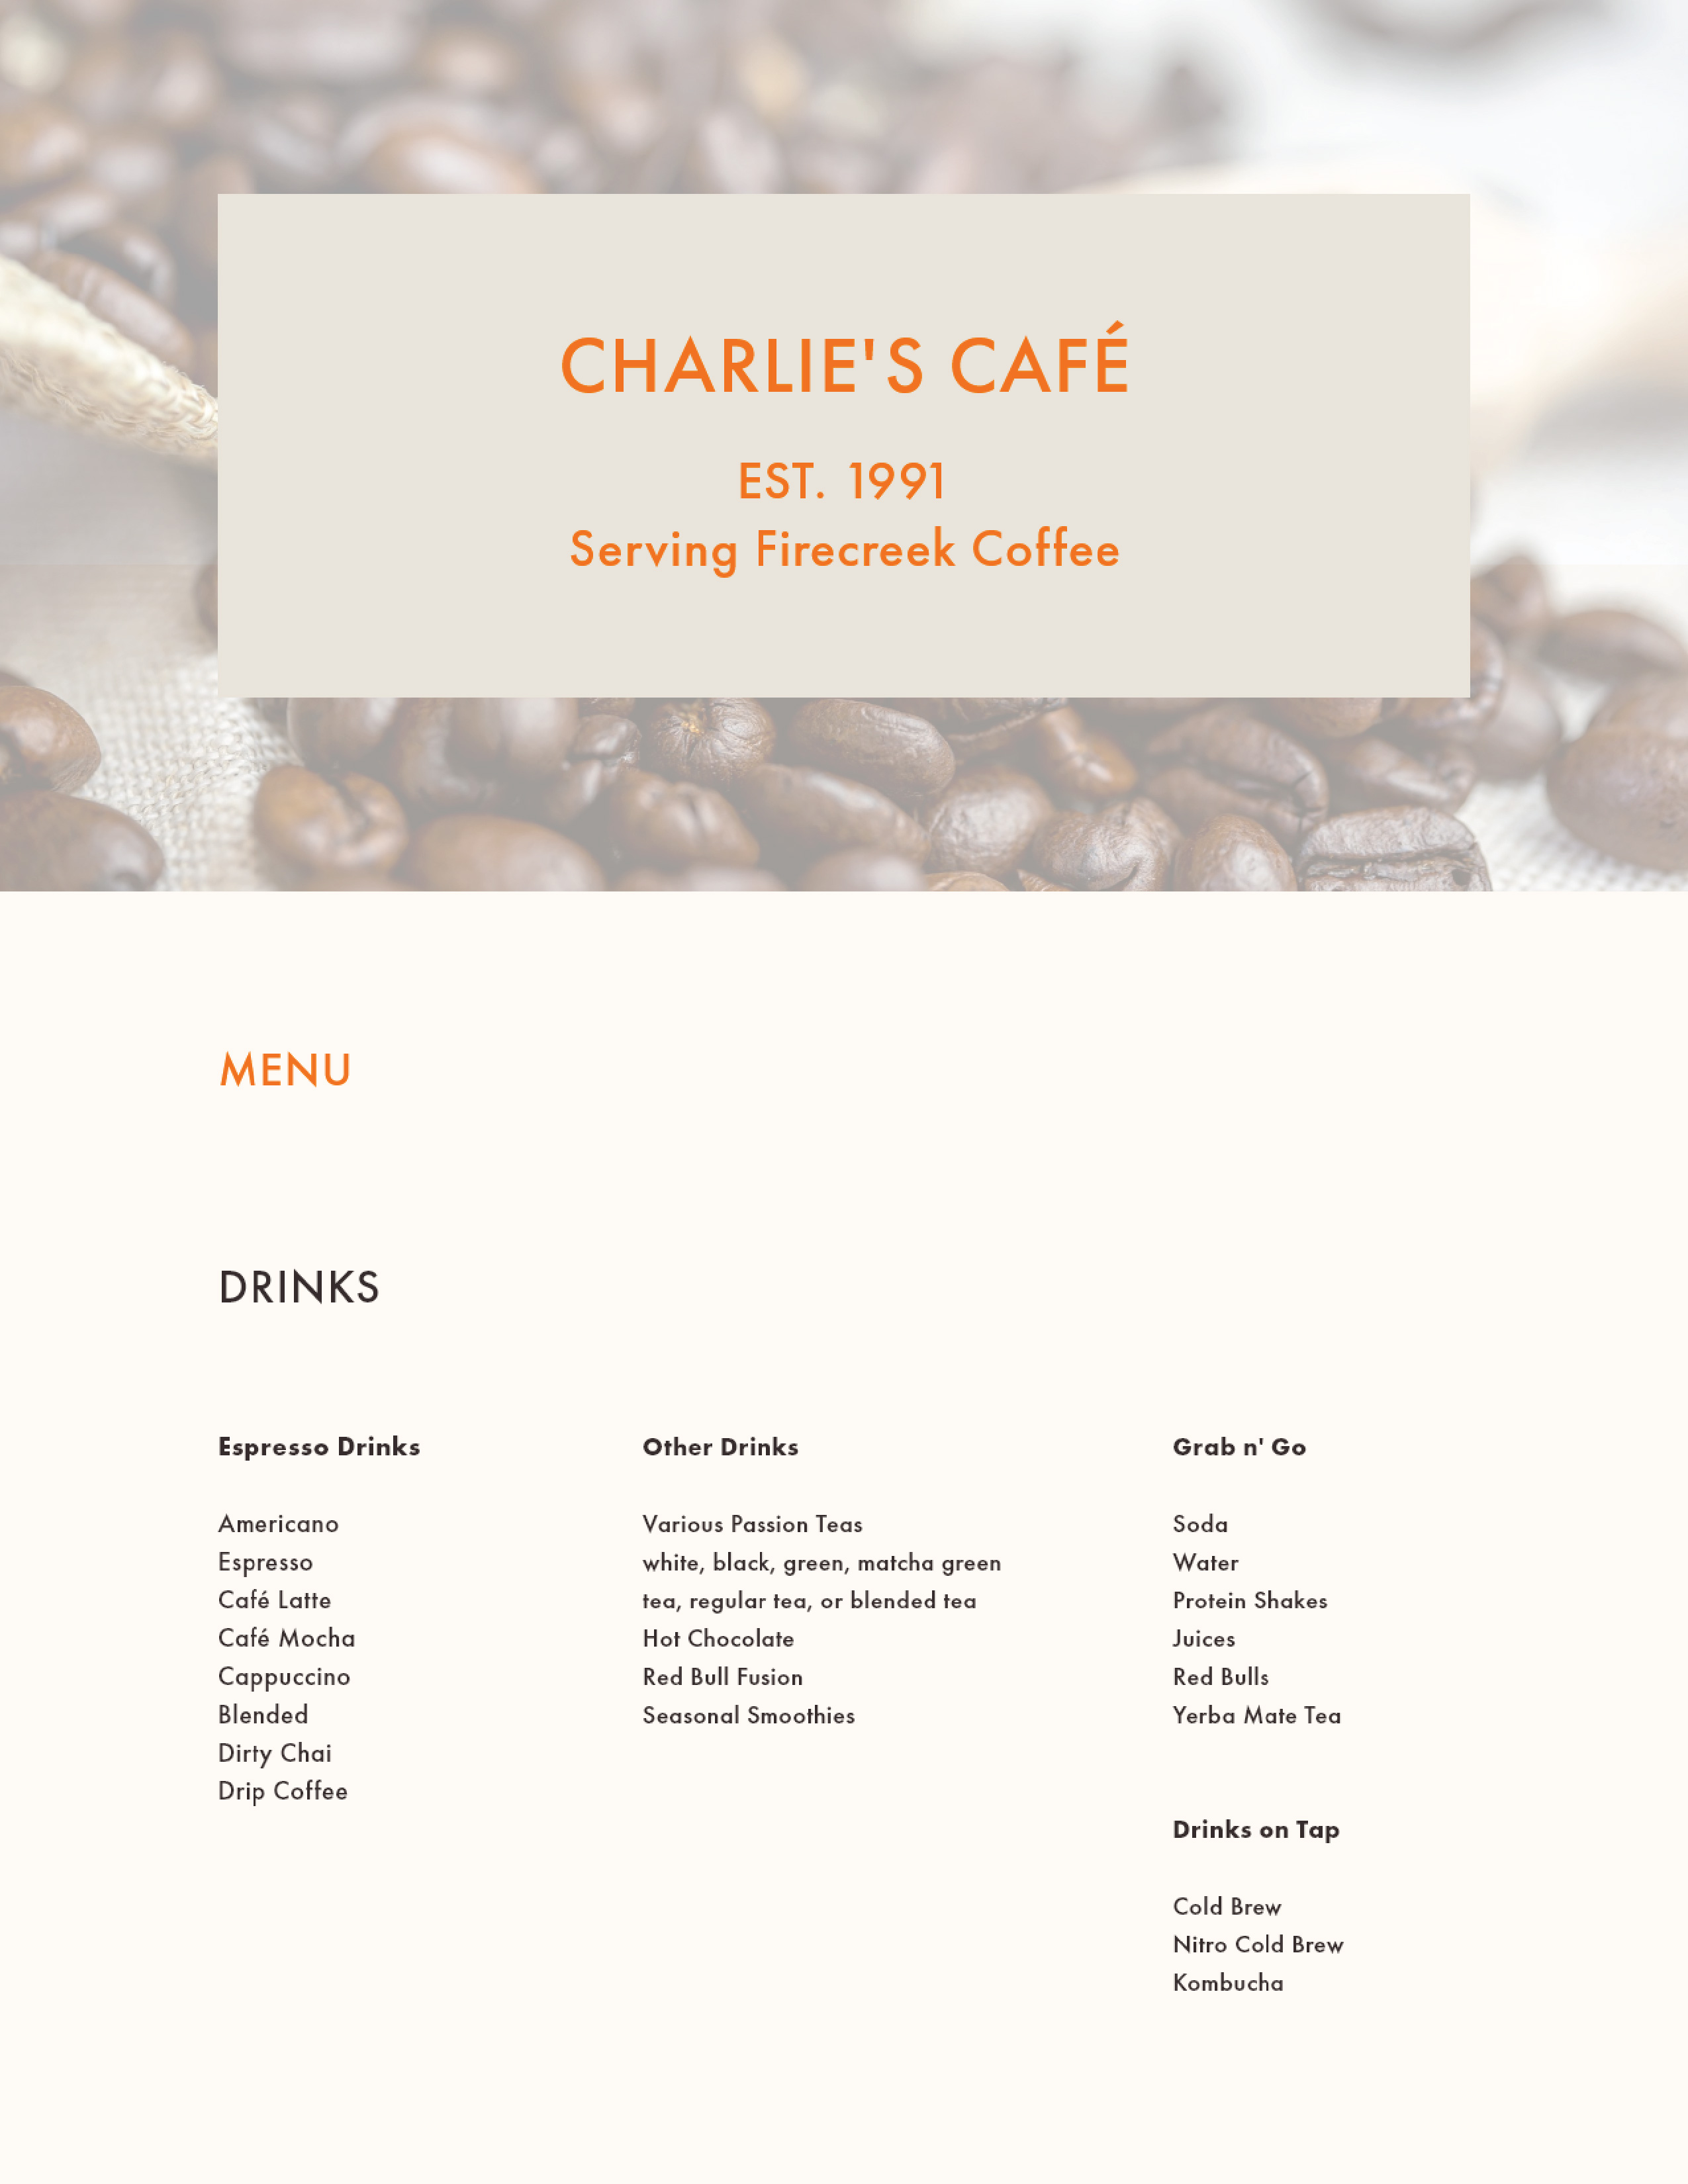 CHARLIE'S CAFÉ
EST. 1991
Serving Firecreek Coffee
MENU
DRINKS
Espresso Drinks
Americano
Espresso
Café Latte
Café Mocha
Cappuccino
Blended
Dirty Chai
Drip Coffee
Other Drinks
Various Passion Teas
white, black, green, matcha green
tea, regular tea, or blended tea
Hot Chocolate
Red Bull Fusion
Seasonal Smoothies
Grab n' Go
Soda
Water
Protein Shakes
Juices
Red Bulls
Yerba Mate Tea
Drinks on Tap
Cold Brew
Nitro Cold Brew
Kombucha